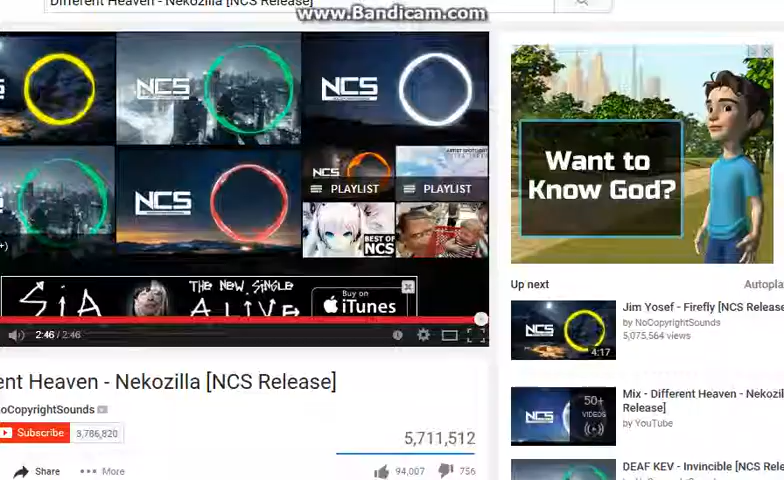 Different Heaven - Nekozilla [NCS Release]
www.Bandicam.com
NCS
NCS
NCS
NCS
PLAYLIST
PLAYLIST
BEST OF
NCS
+)
SIA
THE NEW SINGLE
ALIVE
Buy on
iTunes
2:46 / 2:46
Want to
Know God?
Up next
Autopla
Jim Yosef - Firefly [NCS Release
by NoCopyrightSounds
5,075,564 views
NCS
4:17
Mix - Different Heaven - Nekozil
Release]
by YouTube
NCS
50+
VIDEOS
DEAF KEV - Invincible [NCS Rele
ent Heaven - Nekozilla [NCS Release]
oCopyrightSounds
Subscribe
3,786,820
5,711,512
Share
More
94,007
756